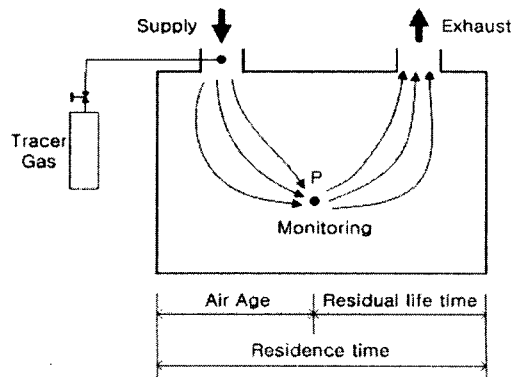 Supply
Exhaust
Tracer
Gas
P
Monitoring
Air Age
Residual life time
Residence time